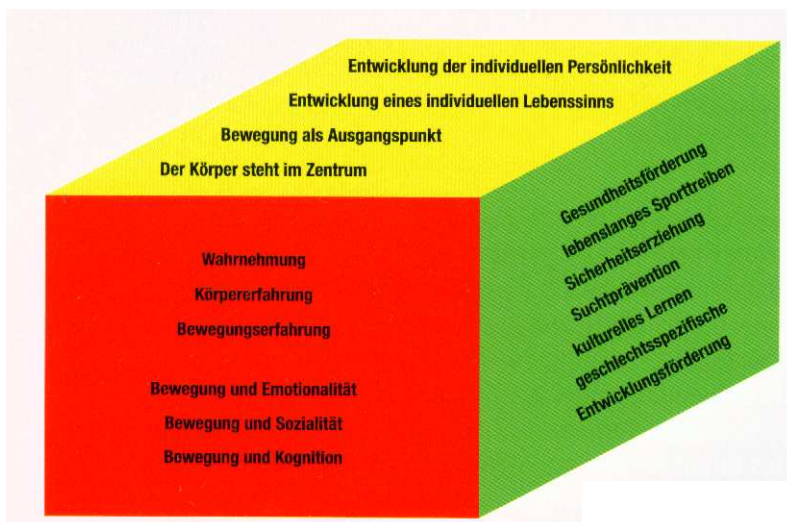 Entwicklung der individuellen Persönlichkeit
Entwicklung eines individuellen Lebenssinns
Bewegung als Ausgangspunkt
Der Körper steht im Zentrum
Wahrnehmung
Körpererfahrung
Bewegungserfahrung
Bewegung und Emotionalität
Bewegung und Sozialität
Bowegung und Kognition
Gesundheitsförderung
lebenslanges Sporttreiben
Sicherheitserziehung
Suchtprävention
kulturelles Lernen
geschlechtsspezifische
Entwicklungsförderung